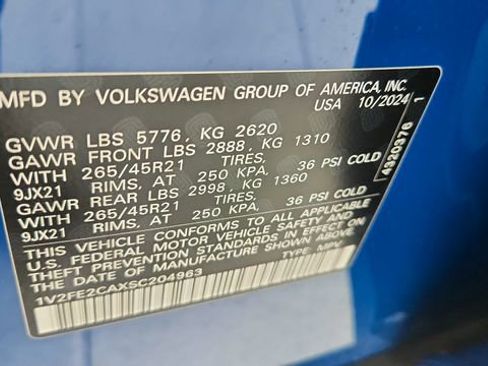 MFD BY VOLKSWAGEN GROUP OF AMERICA, INC.
USA 10/2024
GVWR LBS 5776, KG 2620
GAWR FRONT LBS 2888, KG 1310
WITH 265/45R21 TIRES,
9JX21 RIMS, AT 250 KPA, 36 PSI COLD
GAWR REAR LBS 2998, KG 1360
WITH 265/45R21 TIRES,
9JX21 RIMS, AT 250 KPA, 36 PSI COLD
THIS VEHICLE CONFORMS TO ALL APPLICABLE
U.S. FEDERAL MOTOR VEHICLE SAFETY AND
THEFT PREVENTION STANDARDS IN EFFECT ON
THE DATE OF MANUFACTURE SHOWN ABOVE.
1V2FE2CAXSC204963 TYPE: MPV
4320376 1